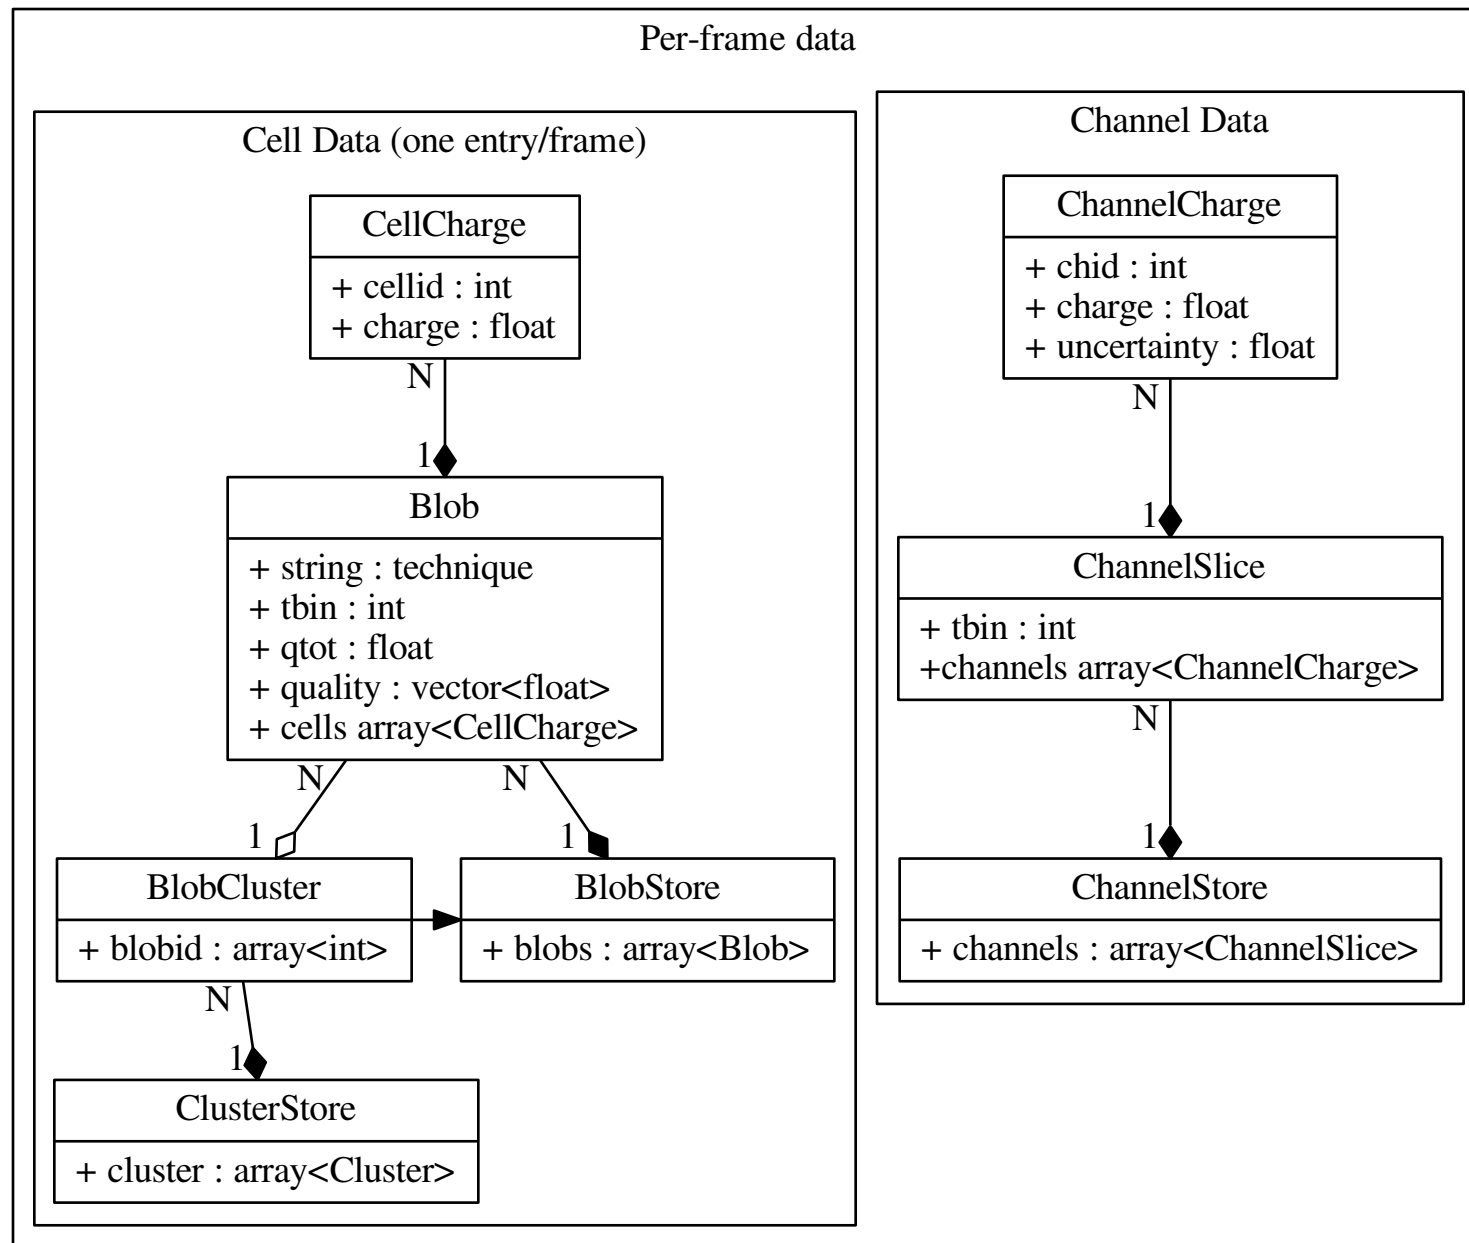 Per-frame data
Cell Data (one entry/frame)
CellCharge
+ cellid : int
+ charge : float
N
1
Blob
+ string : technique
+ tbin : int
+ qtot : float
+ quality : vector<float>
+ cells array<CellCharge>
N
N
1
1
BlobCluster
+ blobid : array<int>
BlobStore
+ blobs : array<Blob>
N
1
ClusterStore
+ cluster : array<Cluster>
Channel Data
ChannelCharge
+ chid : int
+ charge : float
+ uncertainty : float
N
1
ChannelSlice
+ tbin : int
+channels array<ChannelCharge>
N
1
ChannelStore
+ channels : array<ChannelSlice>